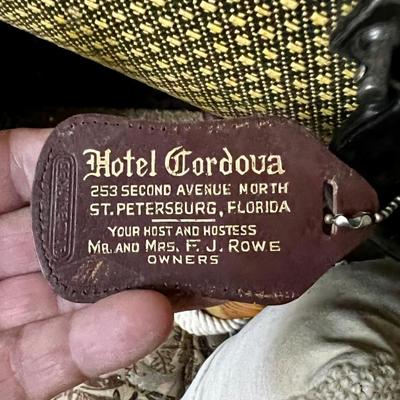 Hotel Cordova
253 SECOND AVENUE NORTH
ST. PETERSBURG, FLORIDA
YOUR HOST AND HOSTESS
MR. AND MRS. F. J. ROWE
OWNERS